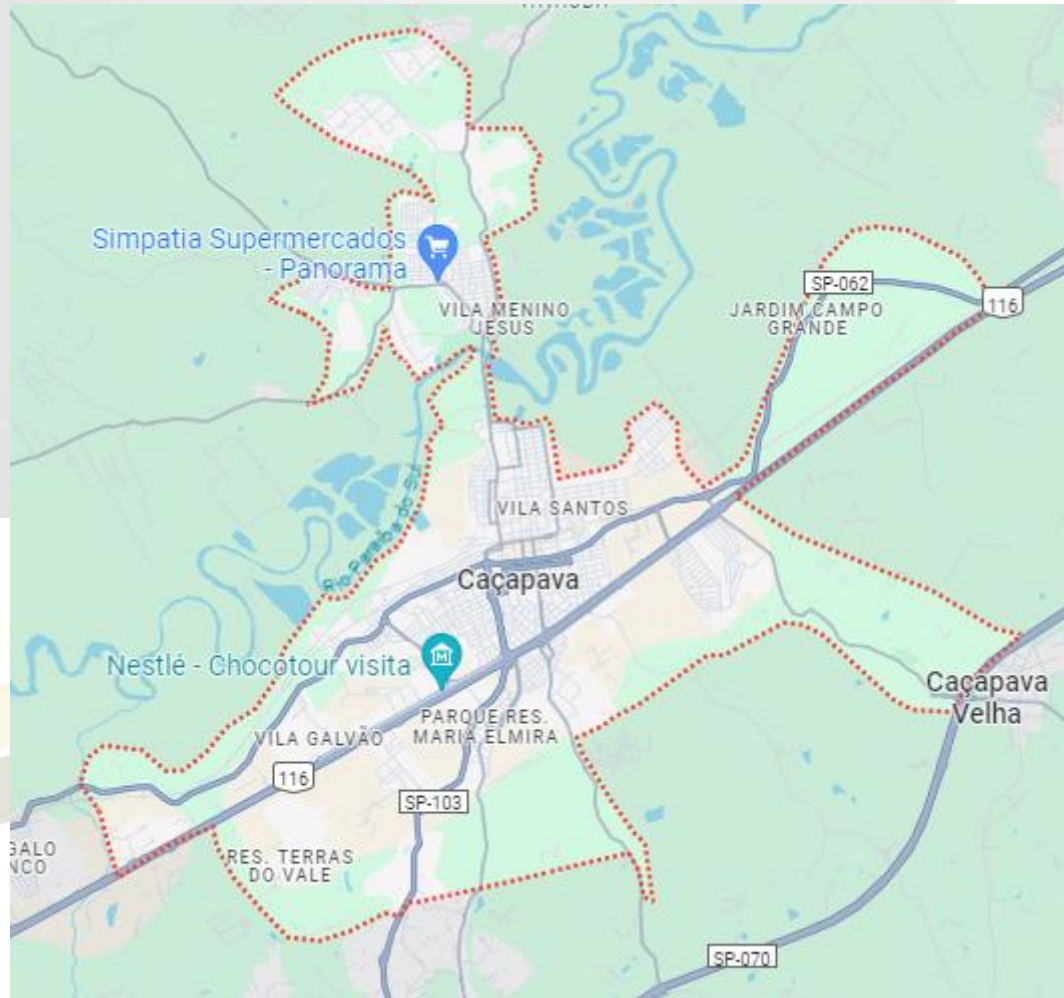 Simpatia Supermercados
- Panorama
VILA MENINO
JESUS
SP-062
116
JARDIM CAMPO
GRANDE
Rio Paraíba do Sul
VILA SANTOS
Caçapava
Nestlé - Chocotour visita
Caçapava
Velha
PARQUE RES.
MARIA ELMIRA
VILA GALVÃO
116
SP-103
RES. TERRAS
DO VALE
SP-070